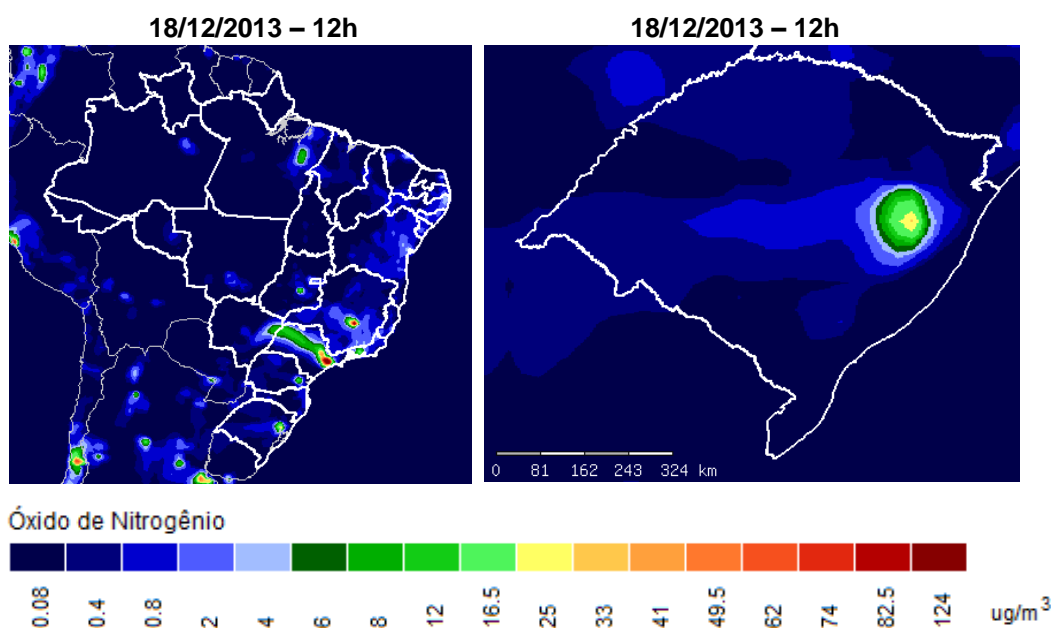 18/12/2013 – 12h
18/12/2013 – 12h
0 81 162 243 324 km
Óxido de Nitrogênio
0.08 0.4 0.8 2 4 6 8 12 16.5 25 33 41 49.5 62 74 82.5 124 ug/m³